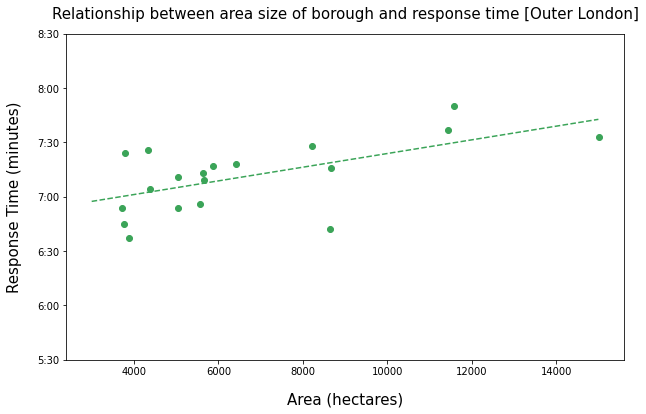 Relationship between area size of borough and response time [Outer London]
8:30
8:00
7:30
7:00
6:30
6:00
5:30
Response Time (minutes)
4000 6000 8000 10000 12000 14000
Area (hectares)